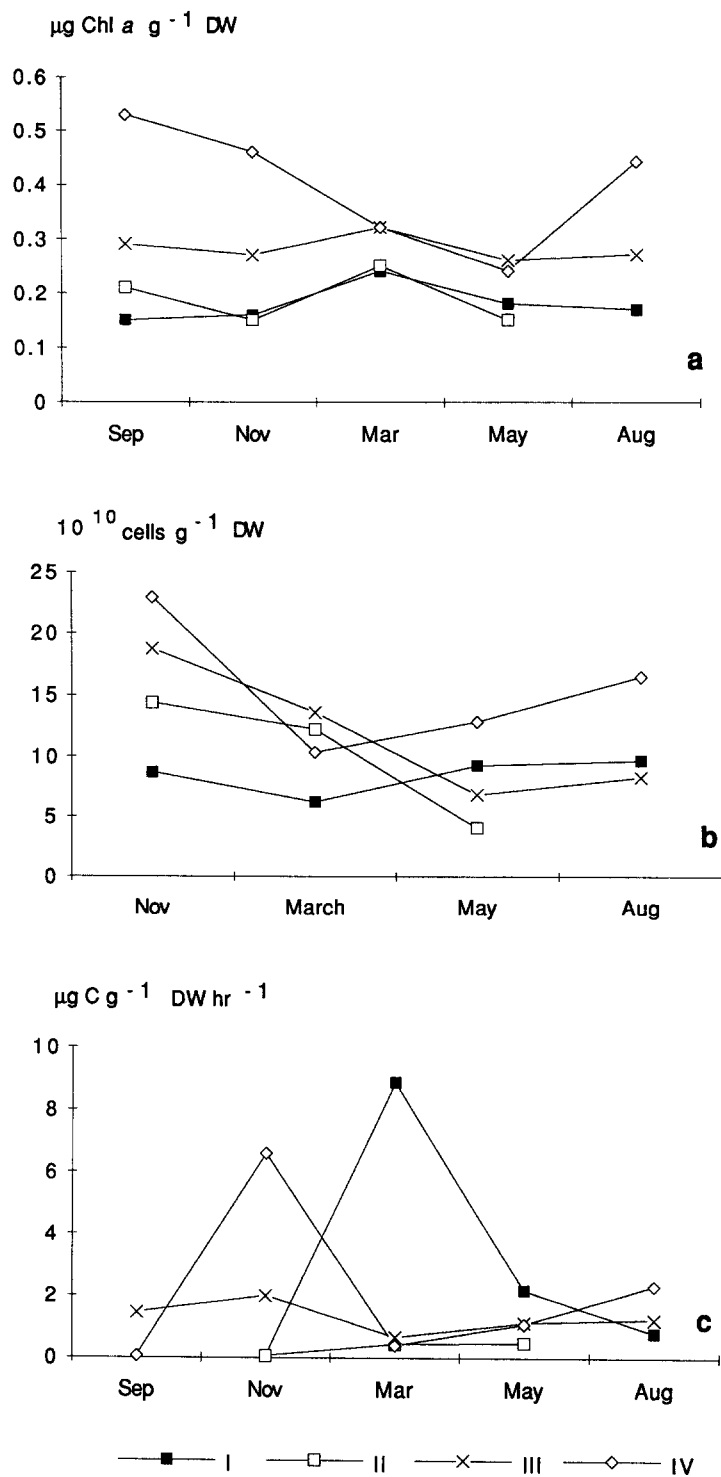 µg Chl a g -1 DW
0.6
0.5
0.4
0.3
0.2
0.1
0
Sep Nov Mar May Aug
a
10 10 cells g -1 DW
25
20
15
10
5
0
Nov March May Aug
b
µg C g -1 DW hr -1
10
8
6
4
2
0
Sep Nov Mar May Aug
c
I II III IV